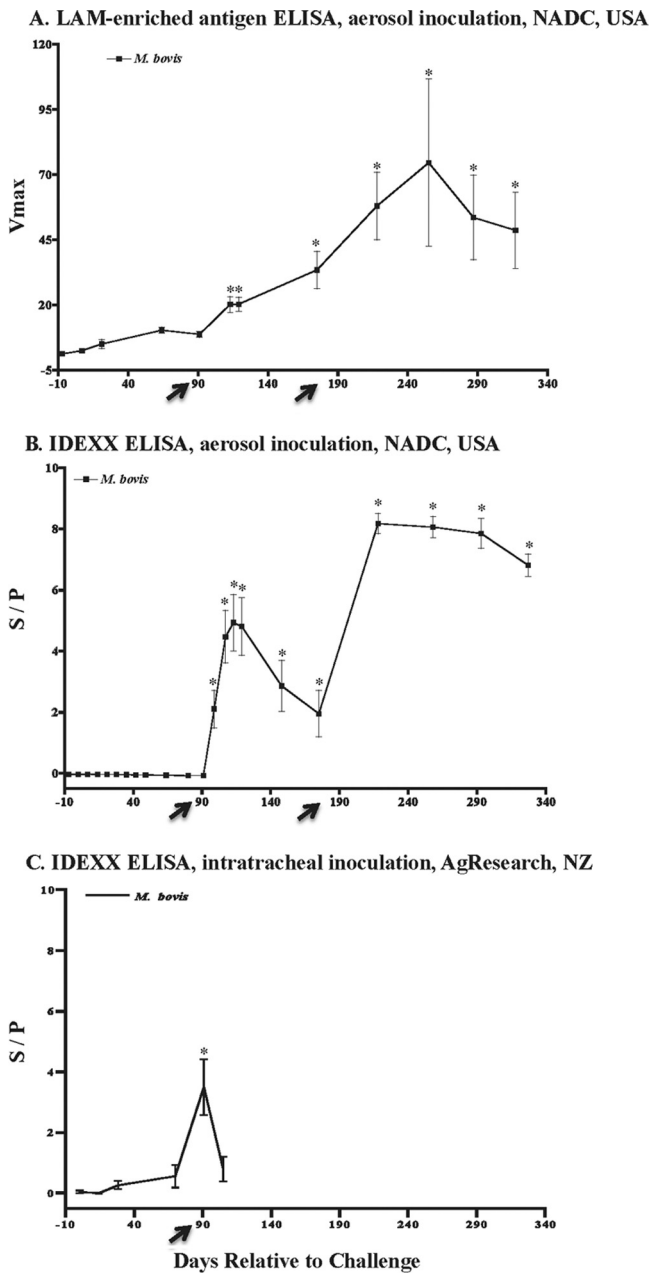 A. LAM-enriched antigen ELISA, aerosol inoculation, NADC, USA
120
M. bovis
*
95
*
*
70
*
Vmax
*
45
**
20
-5
-10 40 90 140 190 240 290 340
B. IDEXX ELISA, aerosol inoculation, NADC, USA
10
M. bovis
* * *
8
*
6
* *
*
S / P
4
*
* *
2
0
-10 40 90 140 190 240 290 340
C. IDEXX ELISA, intratracheal inoculation, AgResearch, NZ
10
M. bovis
8
6
S / P
*
4
2
0
-10 40 90 140 190 240 290 340
Days Relative to Challenge